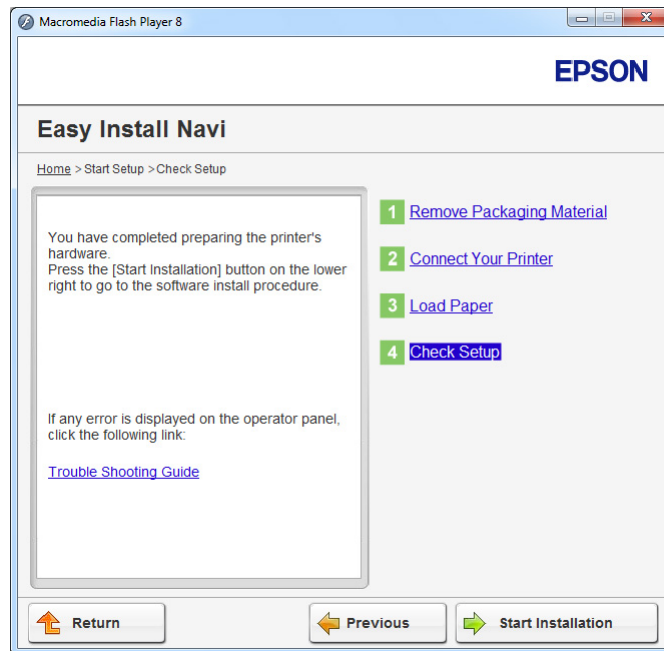 Macromedia Flash Player 8
EPSON
Easy Install Navi
Home > Start Setup >Check Setup
You have completed preparing the printer's
hardware.
Press the [Start Installation] button on the lower
right to go to the software install procedure.
If any error is displayed on the operator panel,
click the following link:
Trouble Shooting Guide
1 Remove Packaging Material
2 Connect Your Printer
3 Load Paper
4 Check Setup
Return
Previous
Start Installation